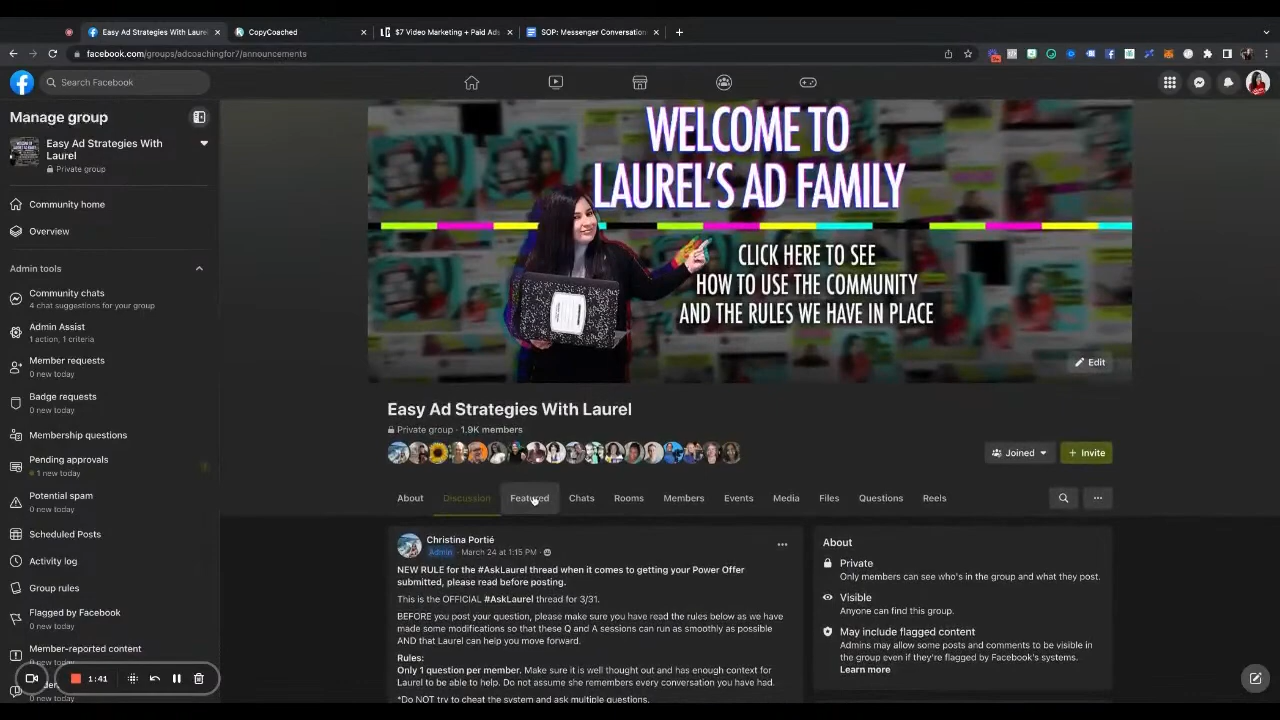 Easy Ad Strategies With Laurel
CopyCoached
$7 Video Marketing + Paid Ads
SOP: Messenger Conversation
facebook.com/groups/adcoachingfor7/announcements
Search Facebook
Manage group
Easy Ad Strategies With Laurel
Private group
Community home
Overview
Admin tools
Community chats
4 chat suggestions for your group
Admin Assist
1 action, 1 criteria
Member requests
0 new today
Badge requests
0 new today
Membership questions
Pending approvals
1 new today
Potential spam
0 new today
Scheduled Posts
Activity log
Group rules
Flagged by Facebook
0 new today
Member-reported content
1:41
WELCOME TO
LAUREL'S AD FAMILY
CLICK HERE TO SEE
HOW TO USE THE COMMUNITY
AND THE RULES WE HAVE IN PLACE
Edit
Easy Ad Strategies With Laurel
Private group · 1.9K members
Joined
+ Invite
About Discussion Featured Chats Rooms Members Events Media Files Questions Reels
Christina Portié
Admin · March 24 at 1:15 PM ·
NEW RULE for the #AskLaurel thread when it comes to getting your Power Offer
submitted, please read before posting.
This is the OFFICIAL #AskLaurel thread for 3/31.
BEFORE you post your question, please make sure you have read the rules below as we have
made some modifications so that these Q and A sessions can run as smoothly as possible
AND that Laurel can help you move forward.
Rules:
Only 1 question per member. Make sure it is well thought out and has enough context for
Laurel to be able to help. Do not assume she remembers every conversation you have had.
*Do NOT try to cheat the system and ask multiple questions.
About
Private
Only members can see who's in the group and what they post.
Visible
Anyone can find this group.
May include flagged content
Admins may allow some posts and comments to be visible in
the group even if they're flagged by Facebook's systems.
Learn more